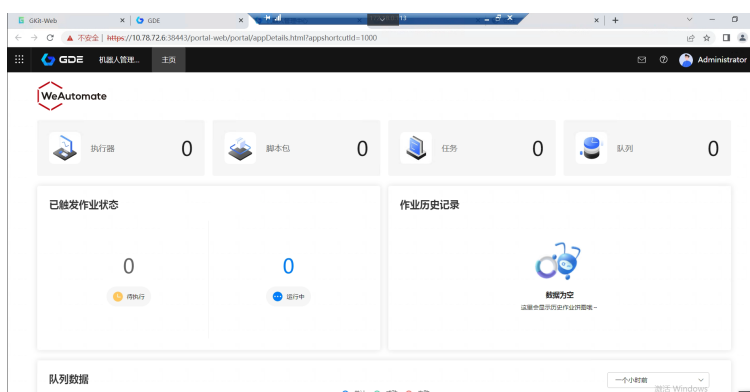 GKit-Web
GDE
不安全 | https://10.78.72.6:38443/portal-web/portal/appDetails.html?appshortcutId=1000
GDE 机器人管理... 主页 Administrator
WeAutomate
执行器 0 脚本包 0 任务 0 队列 0
已触发作业状态
0 0
待执行 运行中
作业历史记录
数据为空
这里会显示历史作业拼图哦~
队列数据
一个小时前
激活 Windows